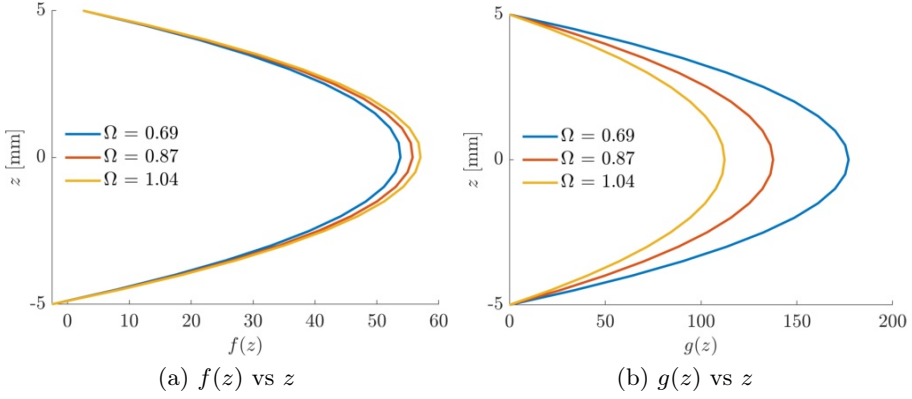 5
z [mm]
0
-5
Ω = 0.69
Ω = 0.87
Ω = 1.04
0 10 20 30 40 50 60
f(z)
(a) f(z) vs z
5
z [mm]
0
-5
Ω = 0.69
Ω = 0.87
Ω = 1.04
0 50 100 150 200
g(z)
(b) g(z) vs z